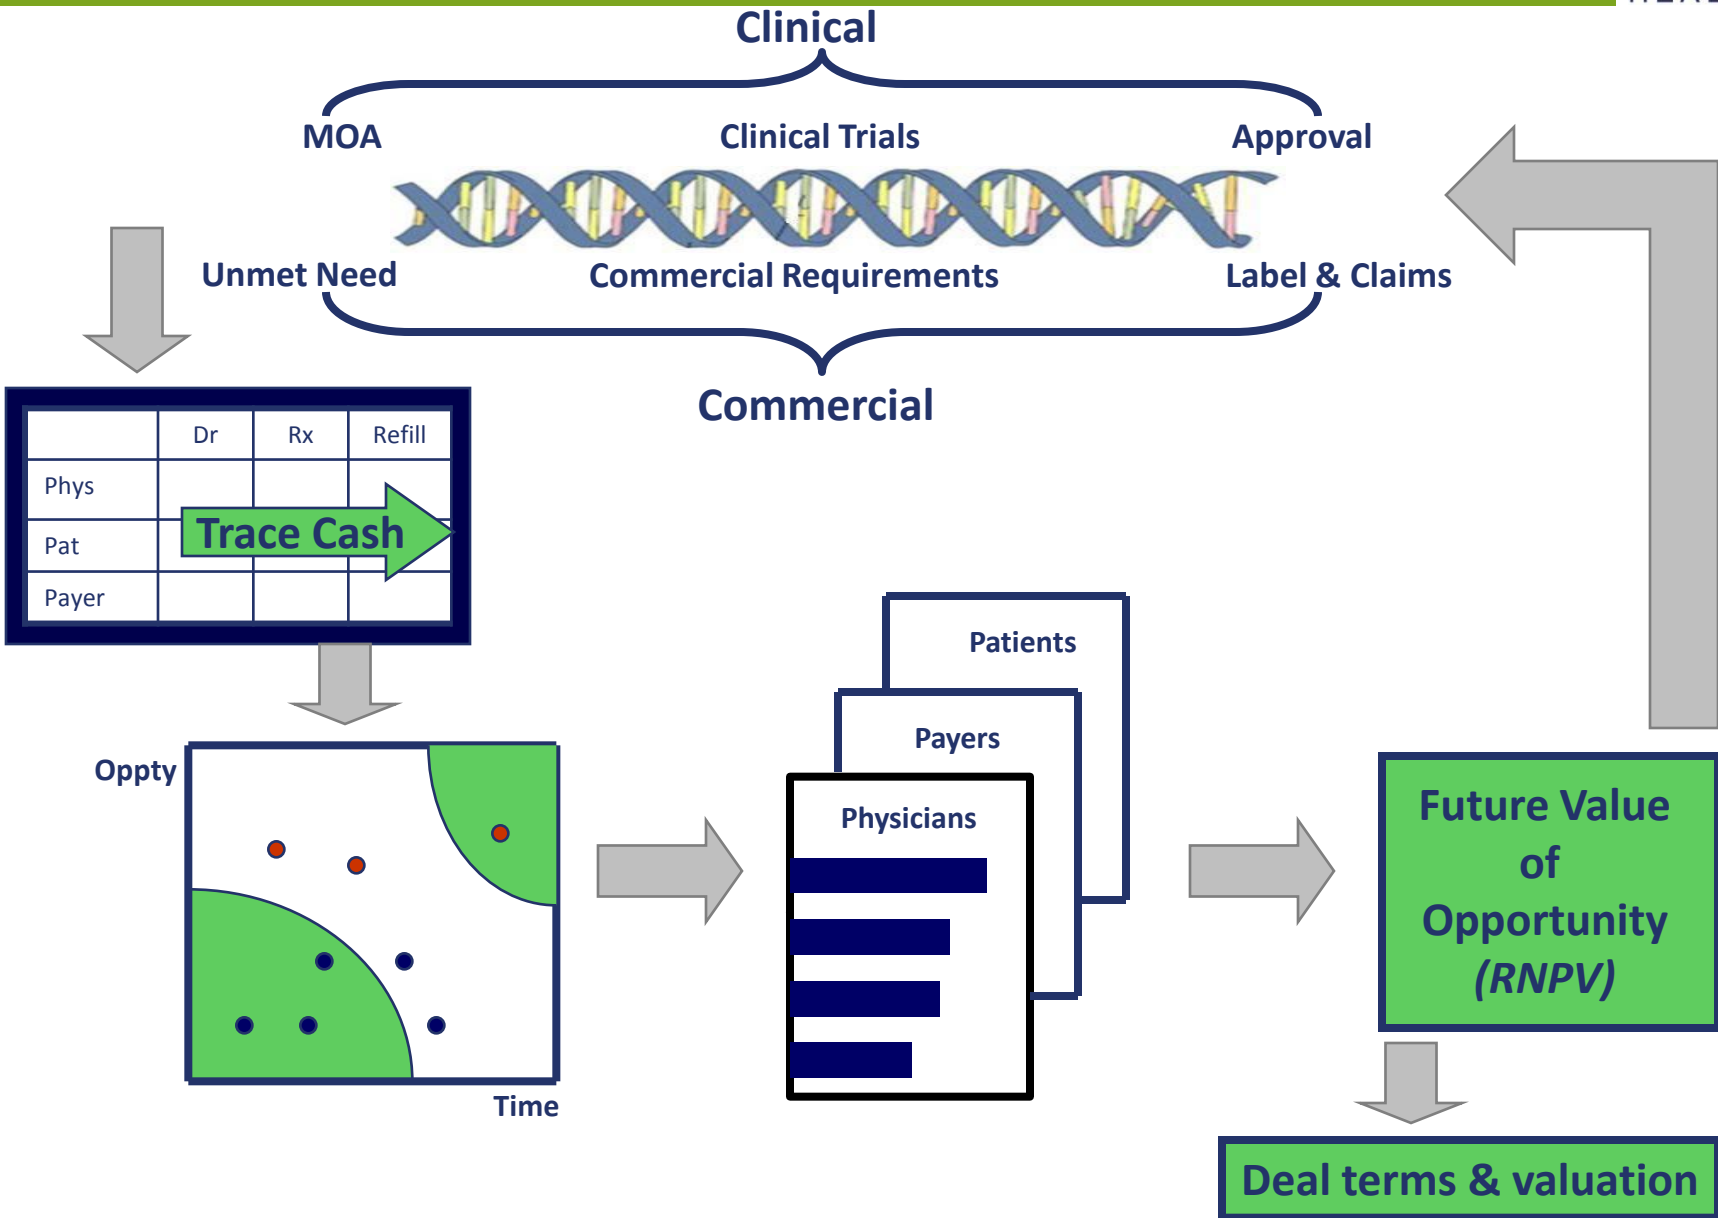 Clinical
MOA
Clinical Trials
Approval
Unmet Need
Commercial Requirements
Label & Claims
Commercial
Dr
Rx
Refill
Phys
Pat
Payer
Trace Cash
Oppty
Time
Patients
Payers
Physicians
Future Value
of
Opportunity
(RNPV)
Deal terms & valuation